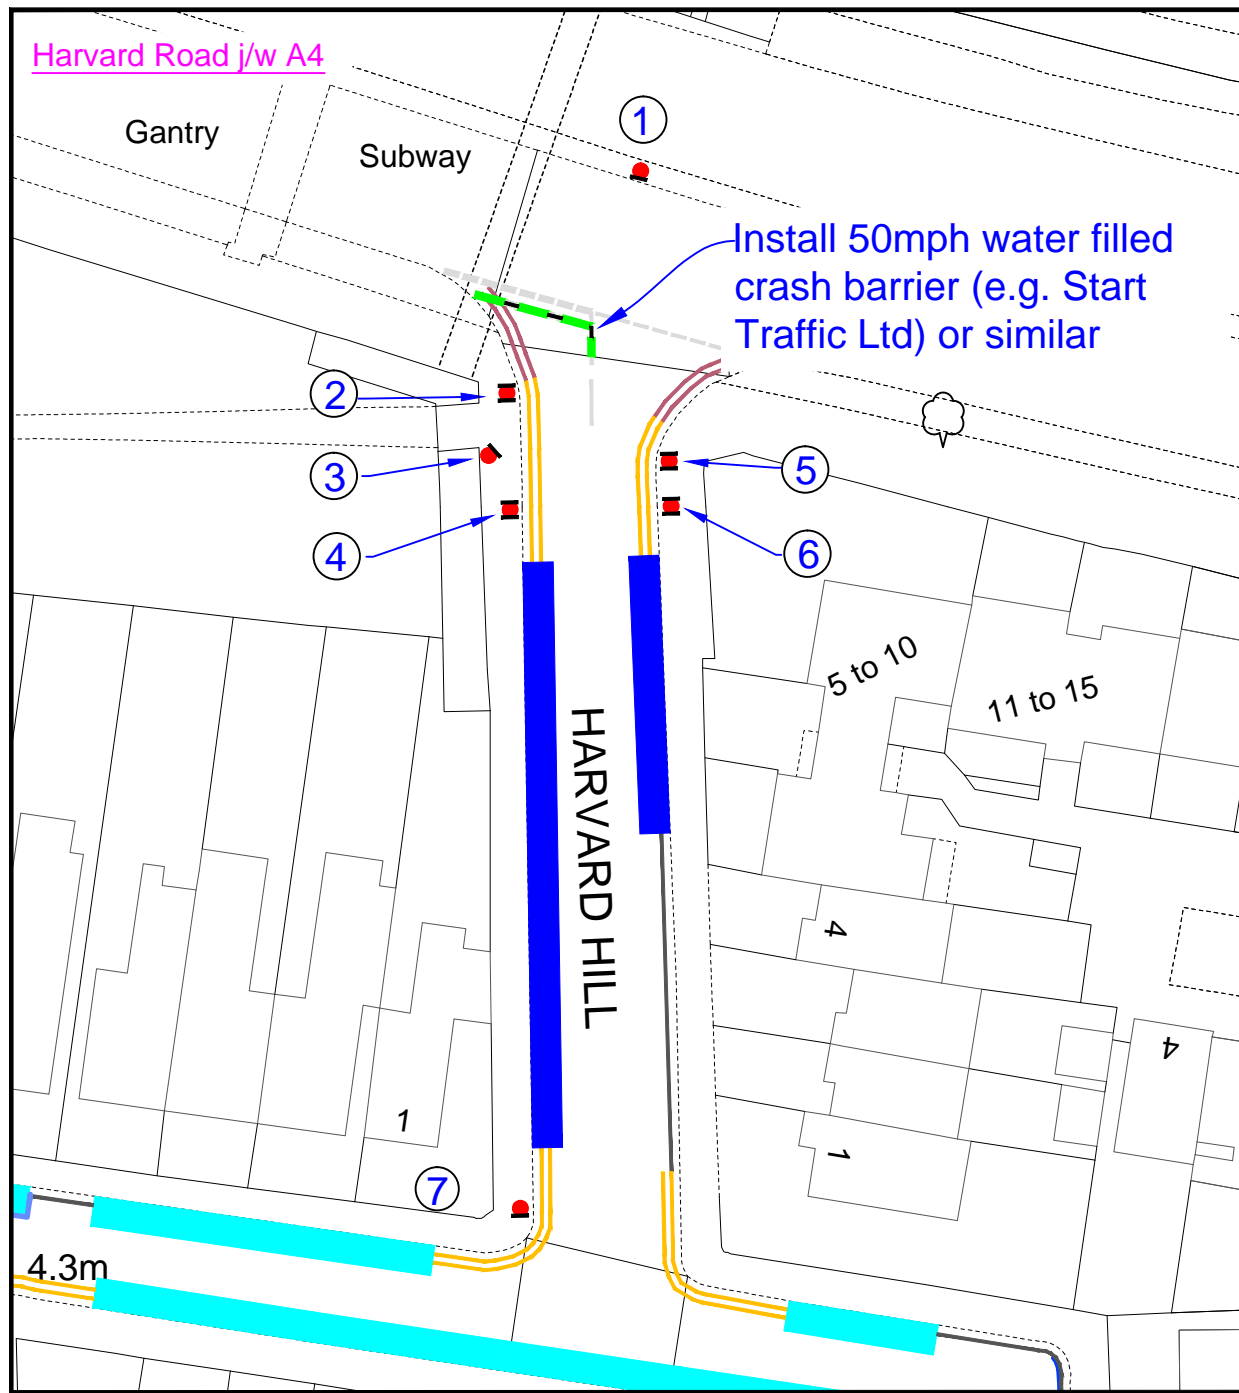 Harvard Road j/w A4
Gantry
Subway
1
Install 50mph water filled
crash barrier (e.g. Start
Traffic Ltd) or similar
2
3
4
5
6
5 to 10
11 to 15
HARVARD HILL
4
4
1
1
7
4.3m